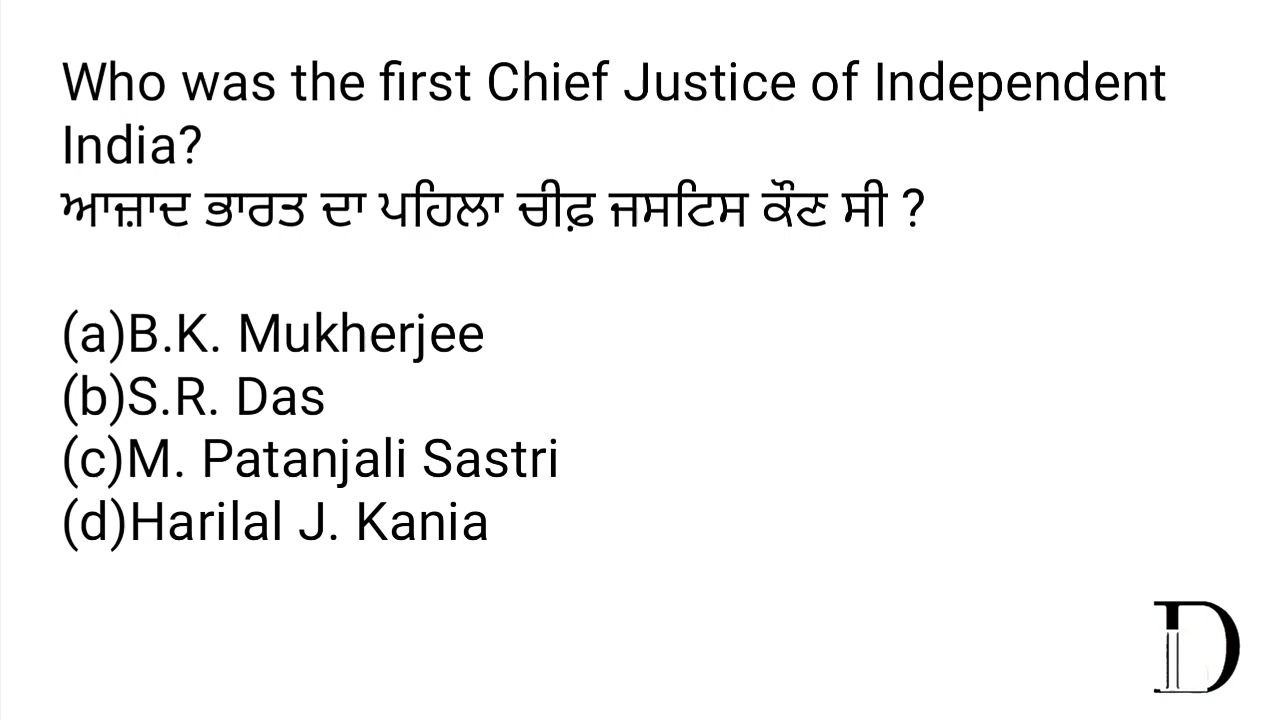 Who was the first Chief Justice of Independent
India?
ਆਜ਼ਾਦ ਭਾਰਤ ਦਾ ਪਹਿਲਾ ਚੀਫ਼ ਜਸਟਿਸ ਕੌਣ ਸੀ ?
(a)B.K. Mukherjee
(b)S.R. Das
(c)M. Patanjali Sastri
(d)Harilal J. Kania
D